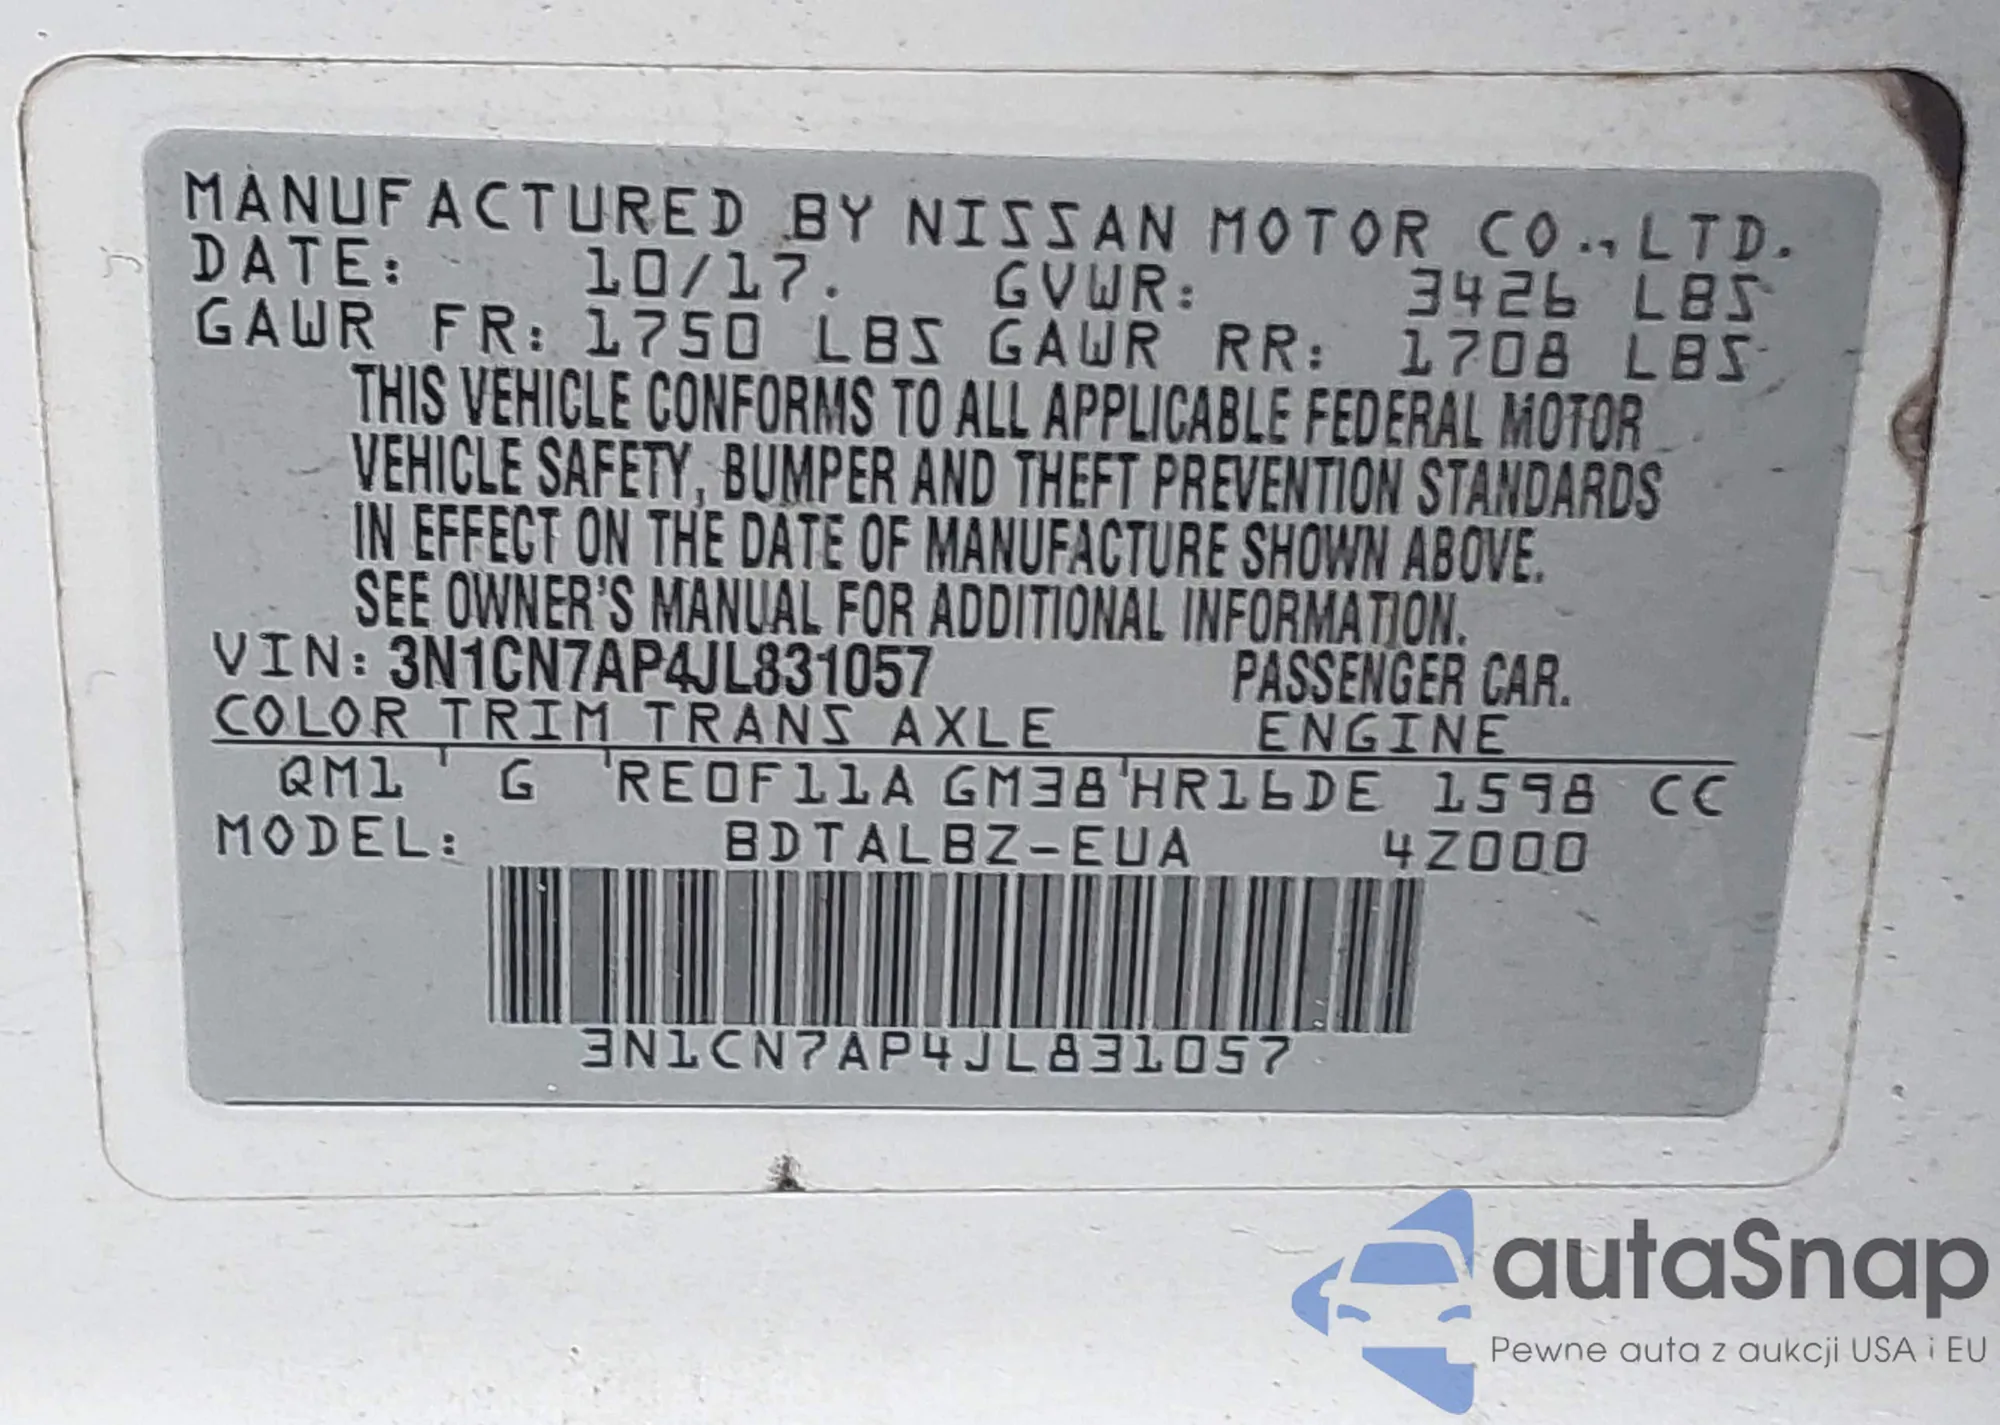 MANUFACTURED BY NISSAN MOTOR CO.,LTD.
DATE: 10/17. GVWR: 3426 LBS
GAWR FR: 1750 LBS GAWR RR: 1708 LBS
THIS VEHICLE CONFORMS TO ALL APPLICABLE FEDERAL MOTOR
VEHICLE SAFETY, BUMPER AND THEFT PREVENTION STANDARDS
IN EFFECT ON THE DATE OF MANUFACTURE SHOWN ABOVE.
SEE OWNER'S MANUAL FOR ADDITIONAL INFORMATION.
VIN: 3N1CN7AP4JL831057 PASSENGER CAR.
COLOR TRIM TRANS AXLE ENGINE
QM1 ' G 'RE0F11A GM38'HR16DE 1598 CC
MODEL: BDTALBZ-EUA 4Z000
3N1CN7AP4JL831057
autaSnap
Pewne auta z aukcji USA i EU